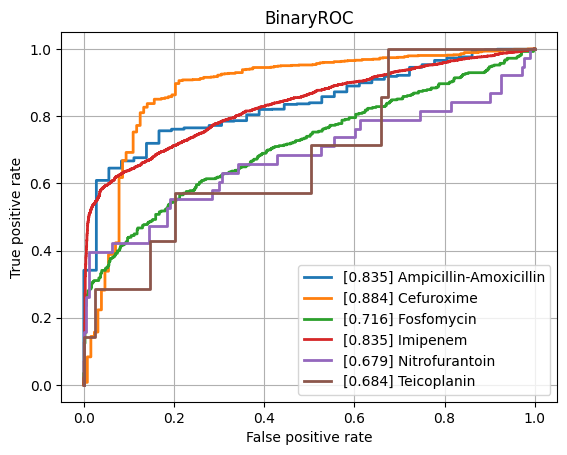 BinaryROC
True positive rate
1.0
0.8
0.6
0.4
0.2
0.0
[0.835] Ampicillin-Amoxicillin
[0.884] Cefuroxime
[0.716] Fosfomycin
[0.835] Imipenem
[0.679] Nitrofurantoin
[0.684] Teicoplanin
0.0 0.2 0.4 0.6 0.8 1.0
False positive rate